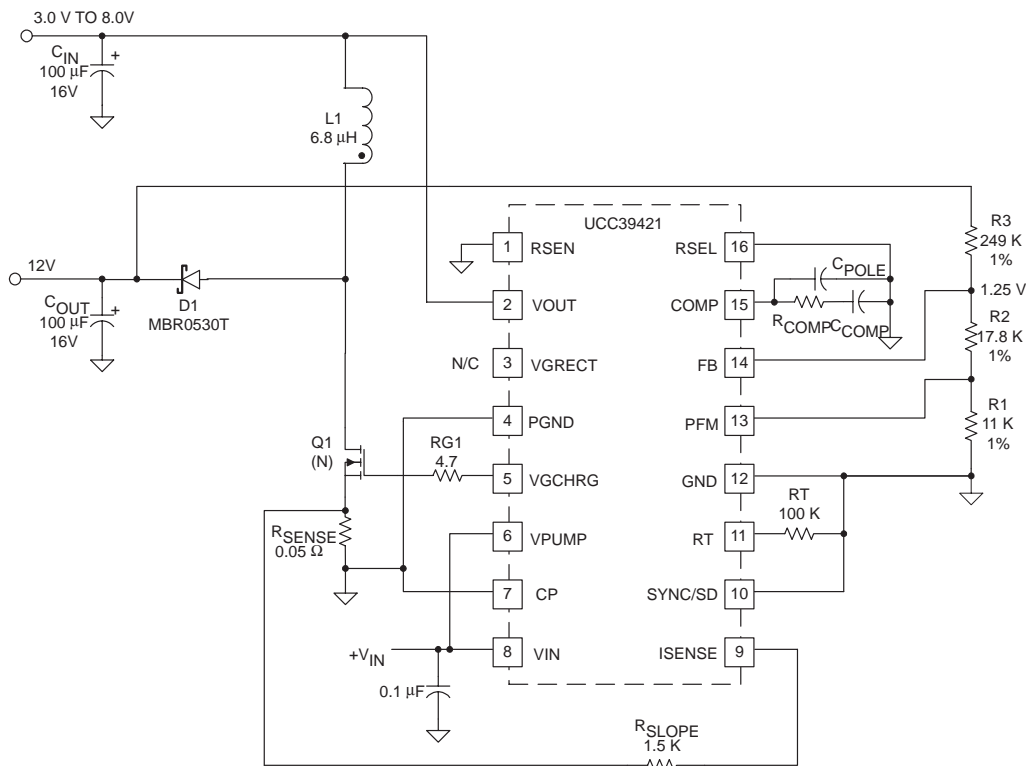 3.0 V TO 8.0V
CIN
100 µF
16V
+
L1
6.8 µH
12V
COUT
100 µF
16V
+
D1
MBR0530T
Q1
(N)
RG1
4.7
RSENSE
0.05 Ω
+VIN
0.1 µF
UCC39421
1 RSEN
2 VOUT
N/C 3 VGRECT
4 PGND
5 VGCHRG
6 VPUMP
7 CP
8 VIN
RSEL 16
COMP 15
FB 14
PFM 13
GND 12
RT 11
SYNC/SD 10
ISENSE 9
CPOLE
RCOMP
CCOMP
R3
249 K
1%
1.25 V
R2
17.8 K
1%
R1
11 K
1%
RT
100 K
RSLOPE
1.5 K